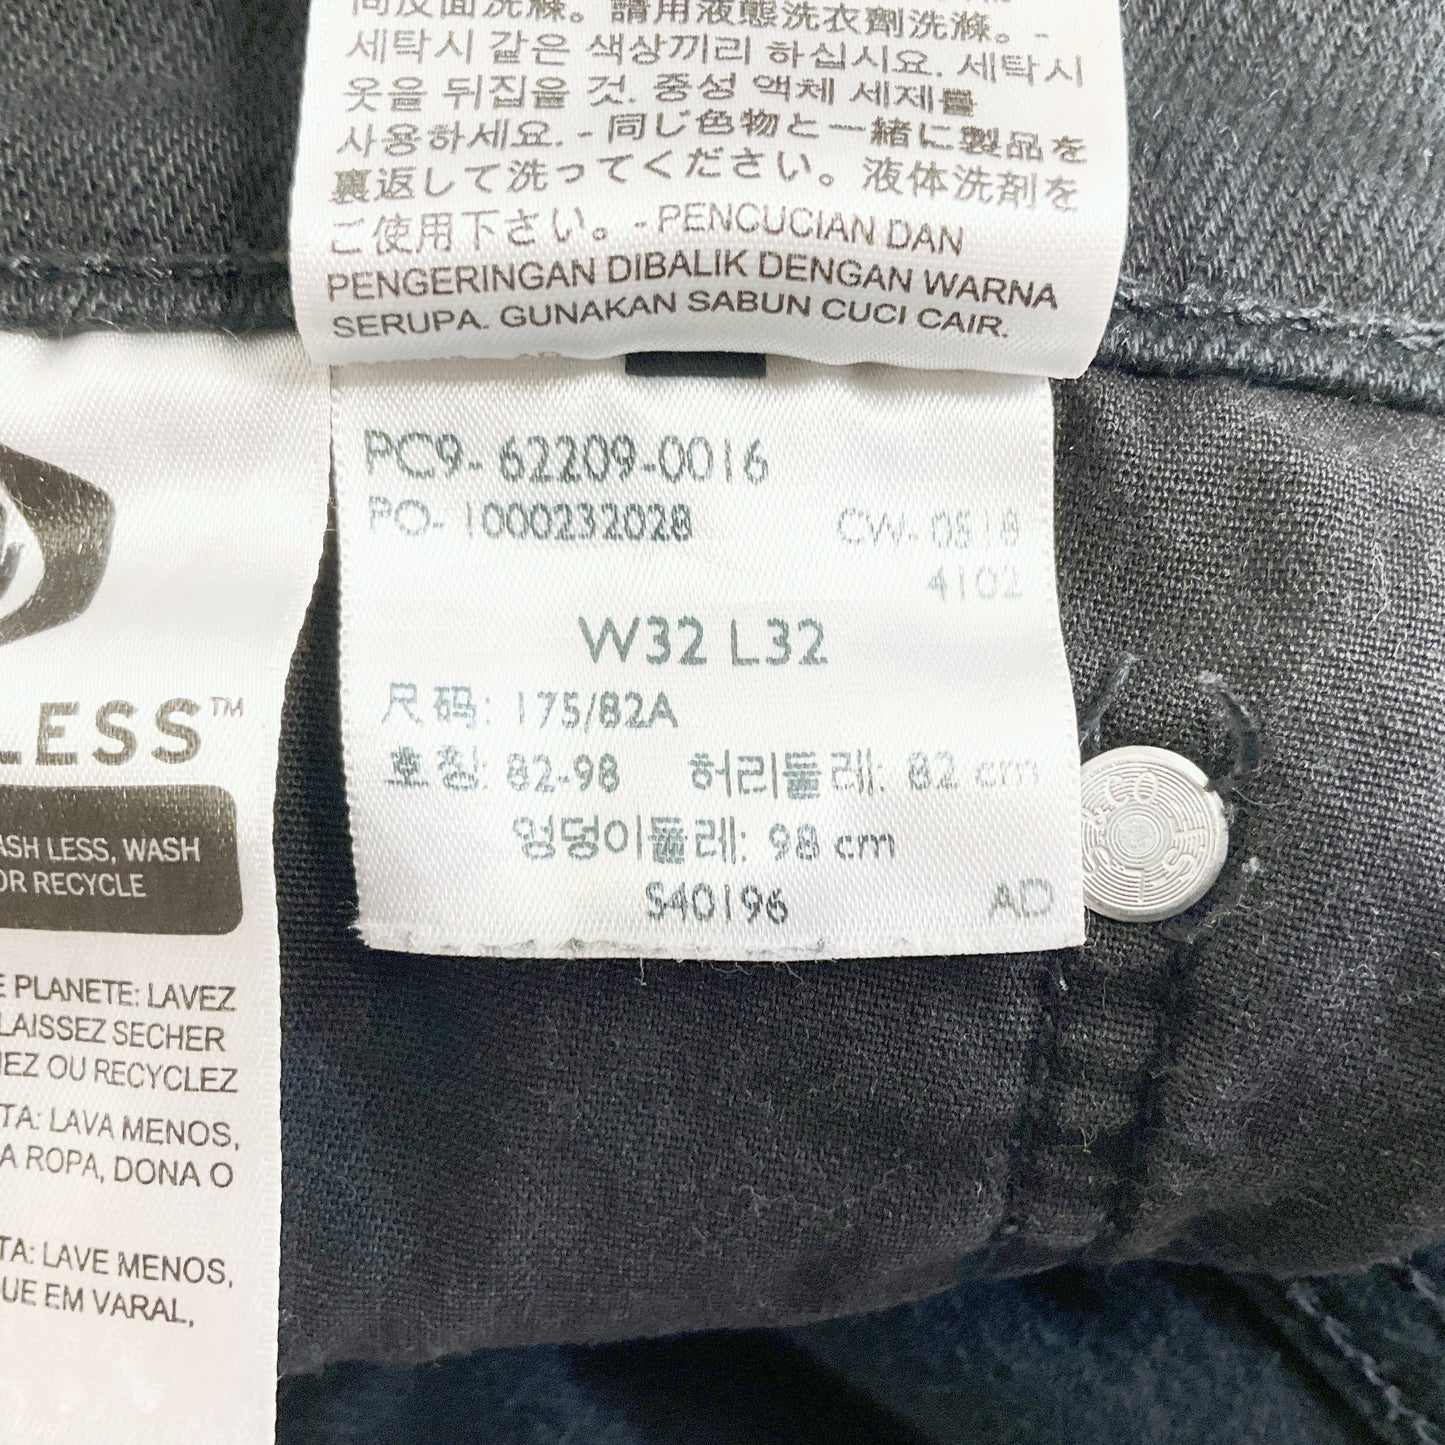 同反面洗滌。請用液態洗衣劑洗滌。-
세탁시 같은 색상끼리 하십시요. 세탁시
옷을 뒤집을 것. 중성 액체 세제를
사용하세요. - 同じ色物と一緒に製品を
裏返して洗ってください。液体洗剤を
ご使用下さい。- PENCUCIAN DAN
PENGERINGAN DIBALIK DENGAN WARNA
SERUPA. GUNAKAN SABUN CUCI CAIR.
PC9-62209-0016
PO-1000232028 CW-0518
4102
W32 L32
尺码: 175/82A
호칭: 82-98 허리둘레: 82 cm
엉덩이둘레: 98 cm
S40196 AD
LESS™
ASH LESS, WASH
OR RECYCLE
E PLANETE: LAVEZ
LAISSEZ SECHER
NEZ OU RECYCLEZ
TA: LAVA MENOS,
A ROPA, DONA O
TA: LAVE MENOS,
QUE EM VARAL,
& CO